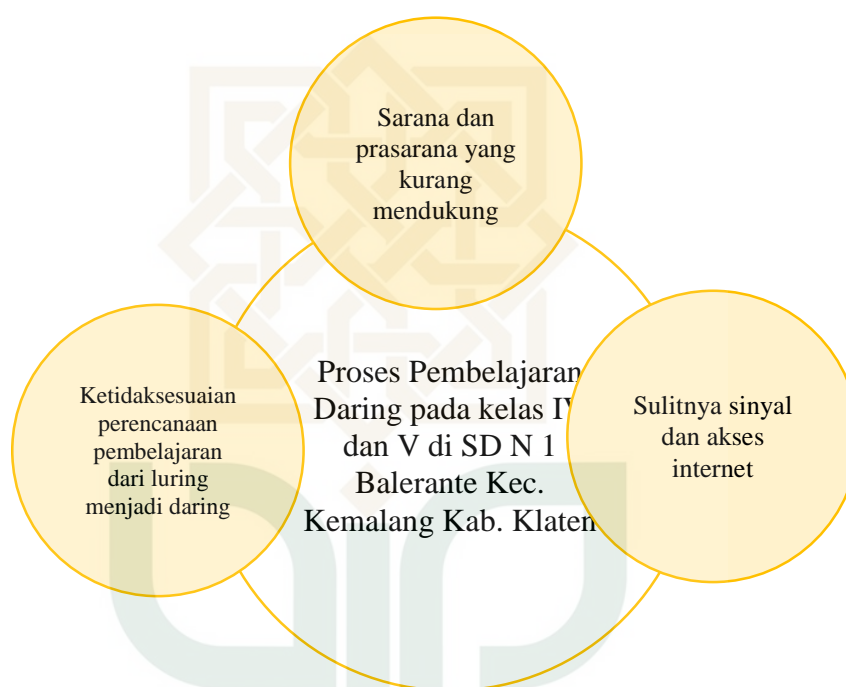 Sarana dan
prasarana yang
kurang
mendukung
Ketidaksesuaian
perencanaan
pembelajaran
dari luring
menjadi daring
Proses Pembelajaran
Daring pada kelas IV
dan V di SD N 1
Balerante Kec.
Kemalang Kab. Klaten
Sulitnya sinyal
dan akses
internet